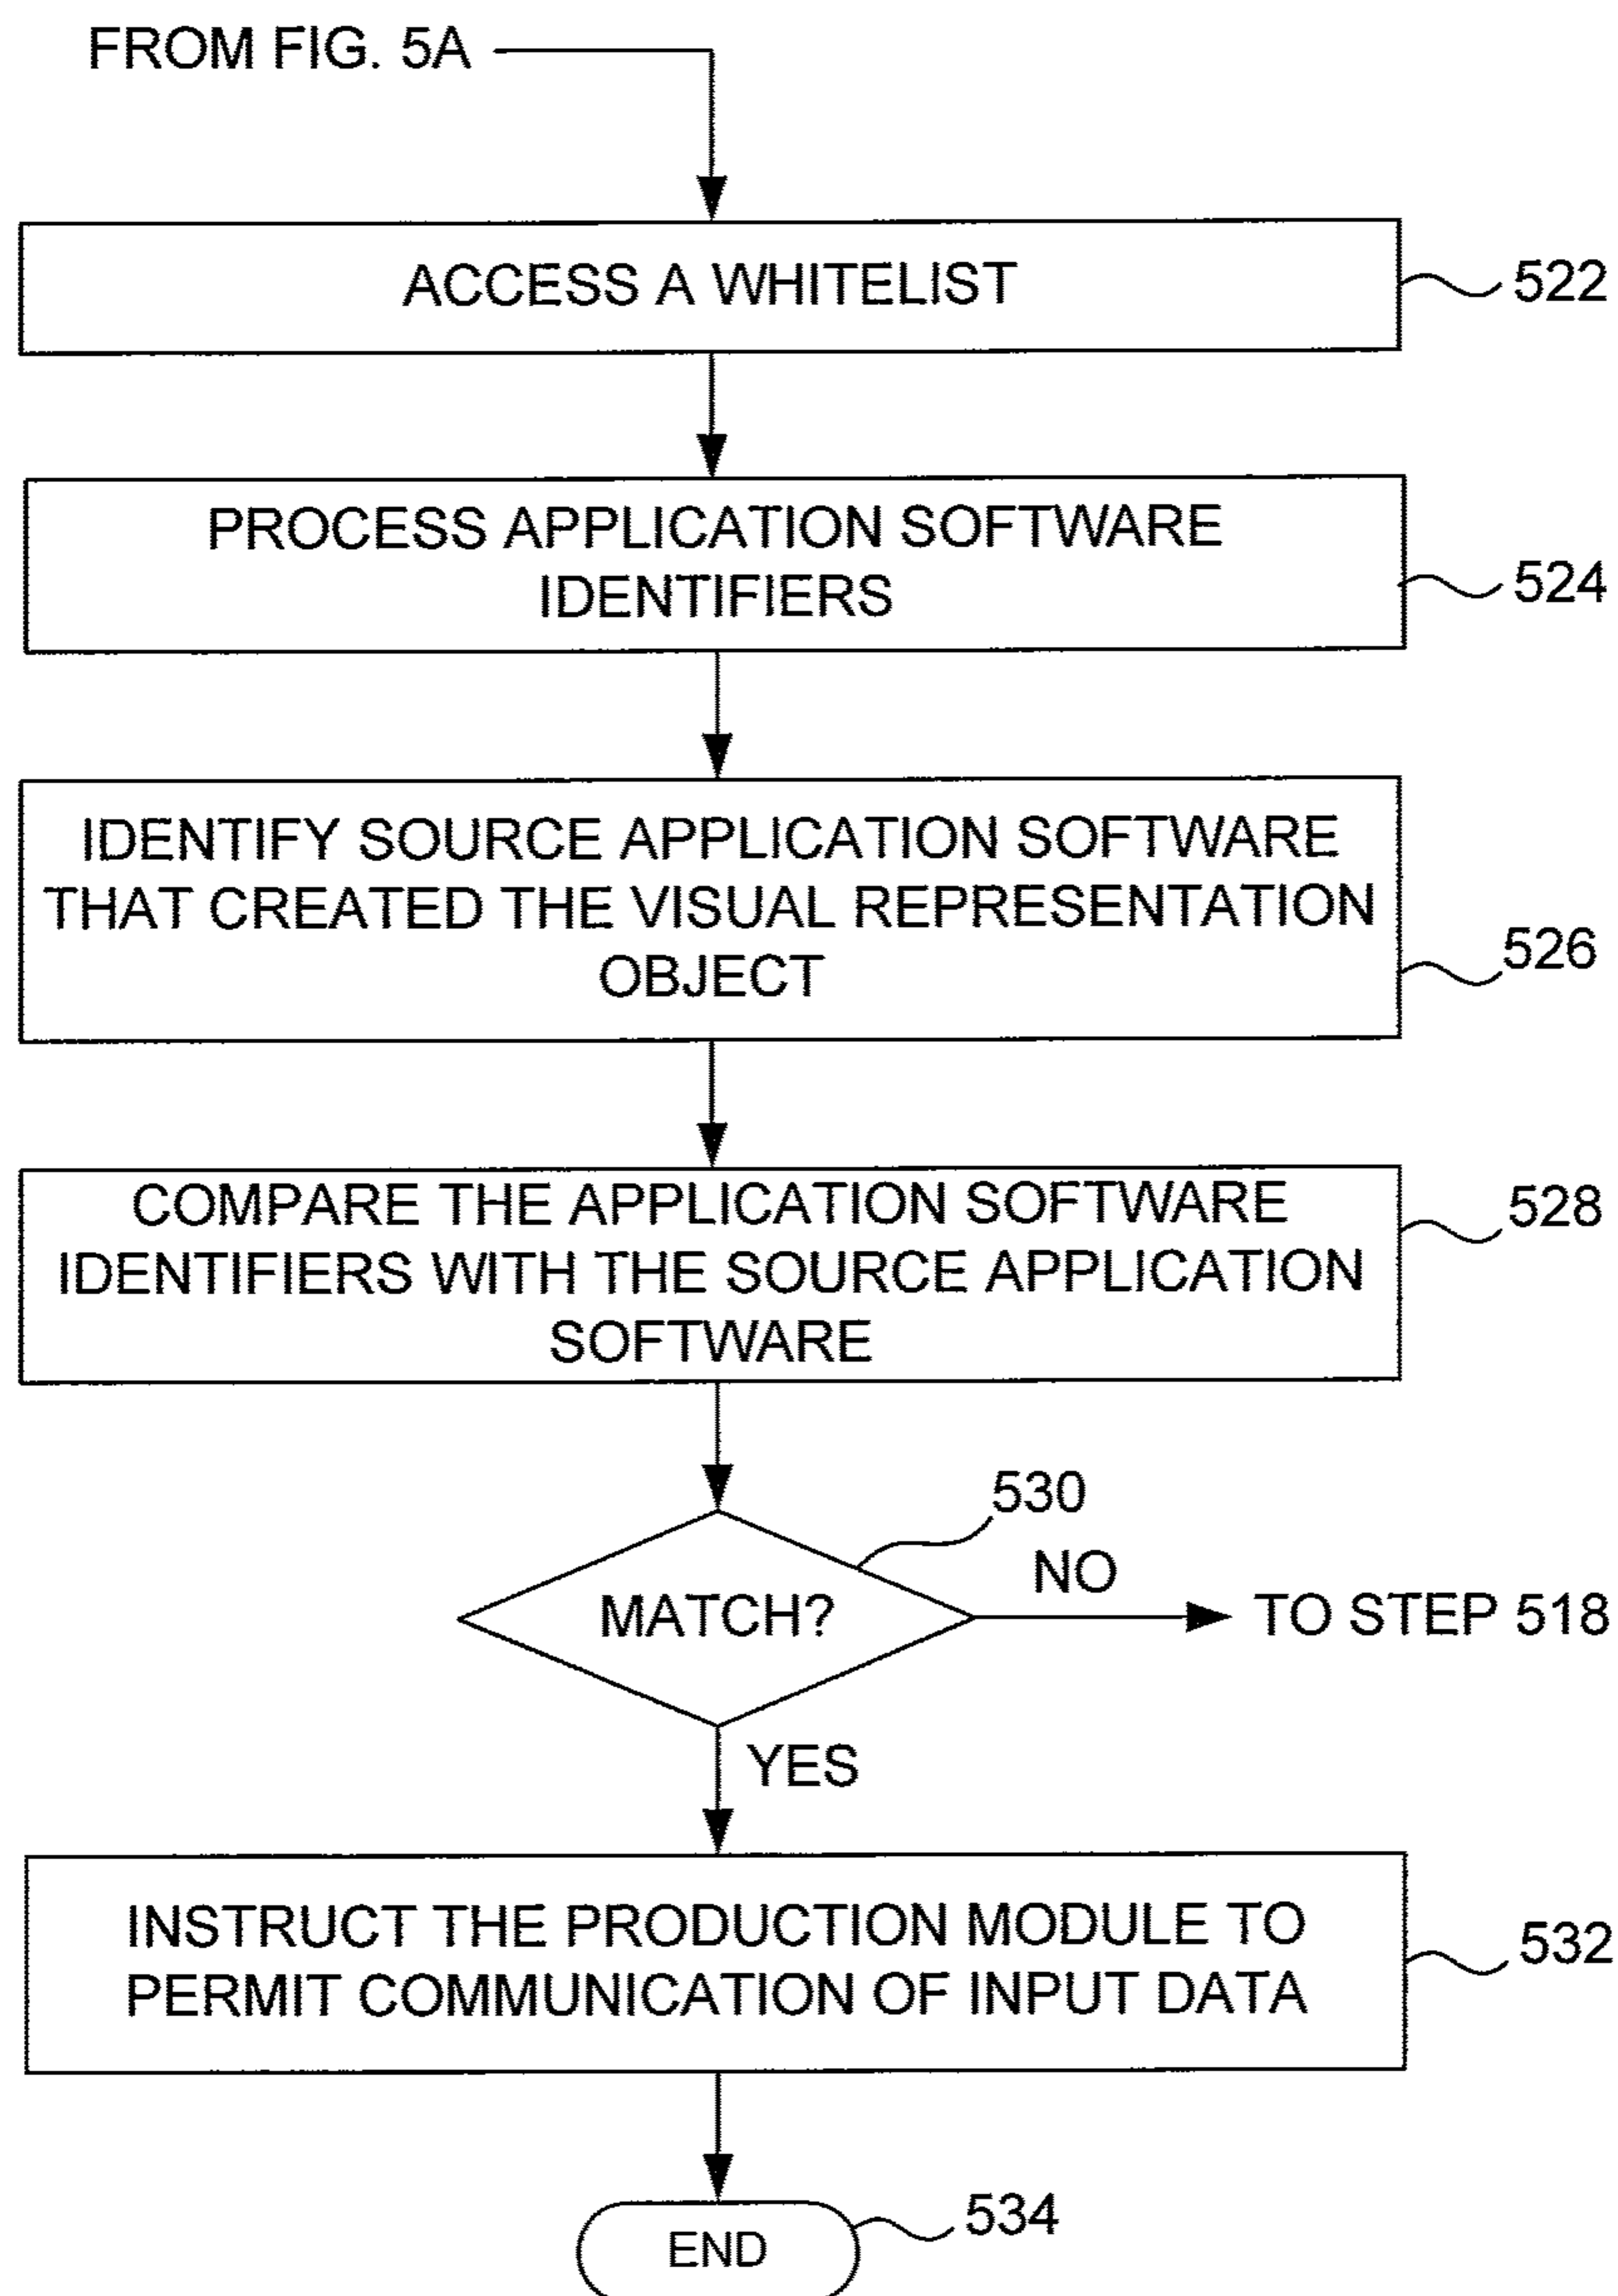 FROM FIG. 5A
ACCESS A WHITELIST
522
PROCESS APPLICATION SOFTWARE
IDENTIFIERS
524
IDENTIFY SOURCE APPLICATION SOFTWARE
THAT CREATED THE VISUAL REPRESENTATION
OBJECT
526
COMPARE THE APPLICATION SOFTWARE
IDENTIFIERS WITH THE SOURCE APPLICATION
SOFTWARE
528
530
MATCH?
NO
TO STEP 518
YES
INSTRUCT THE PRODUCTION MODULE TO
PERMIT COMMUNICATION OF INPUT DATA
532
END
534